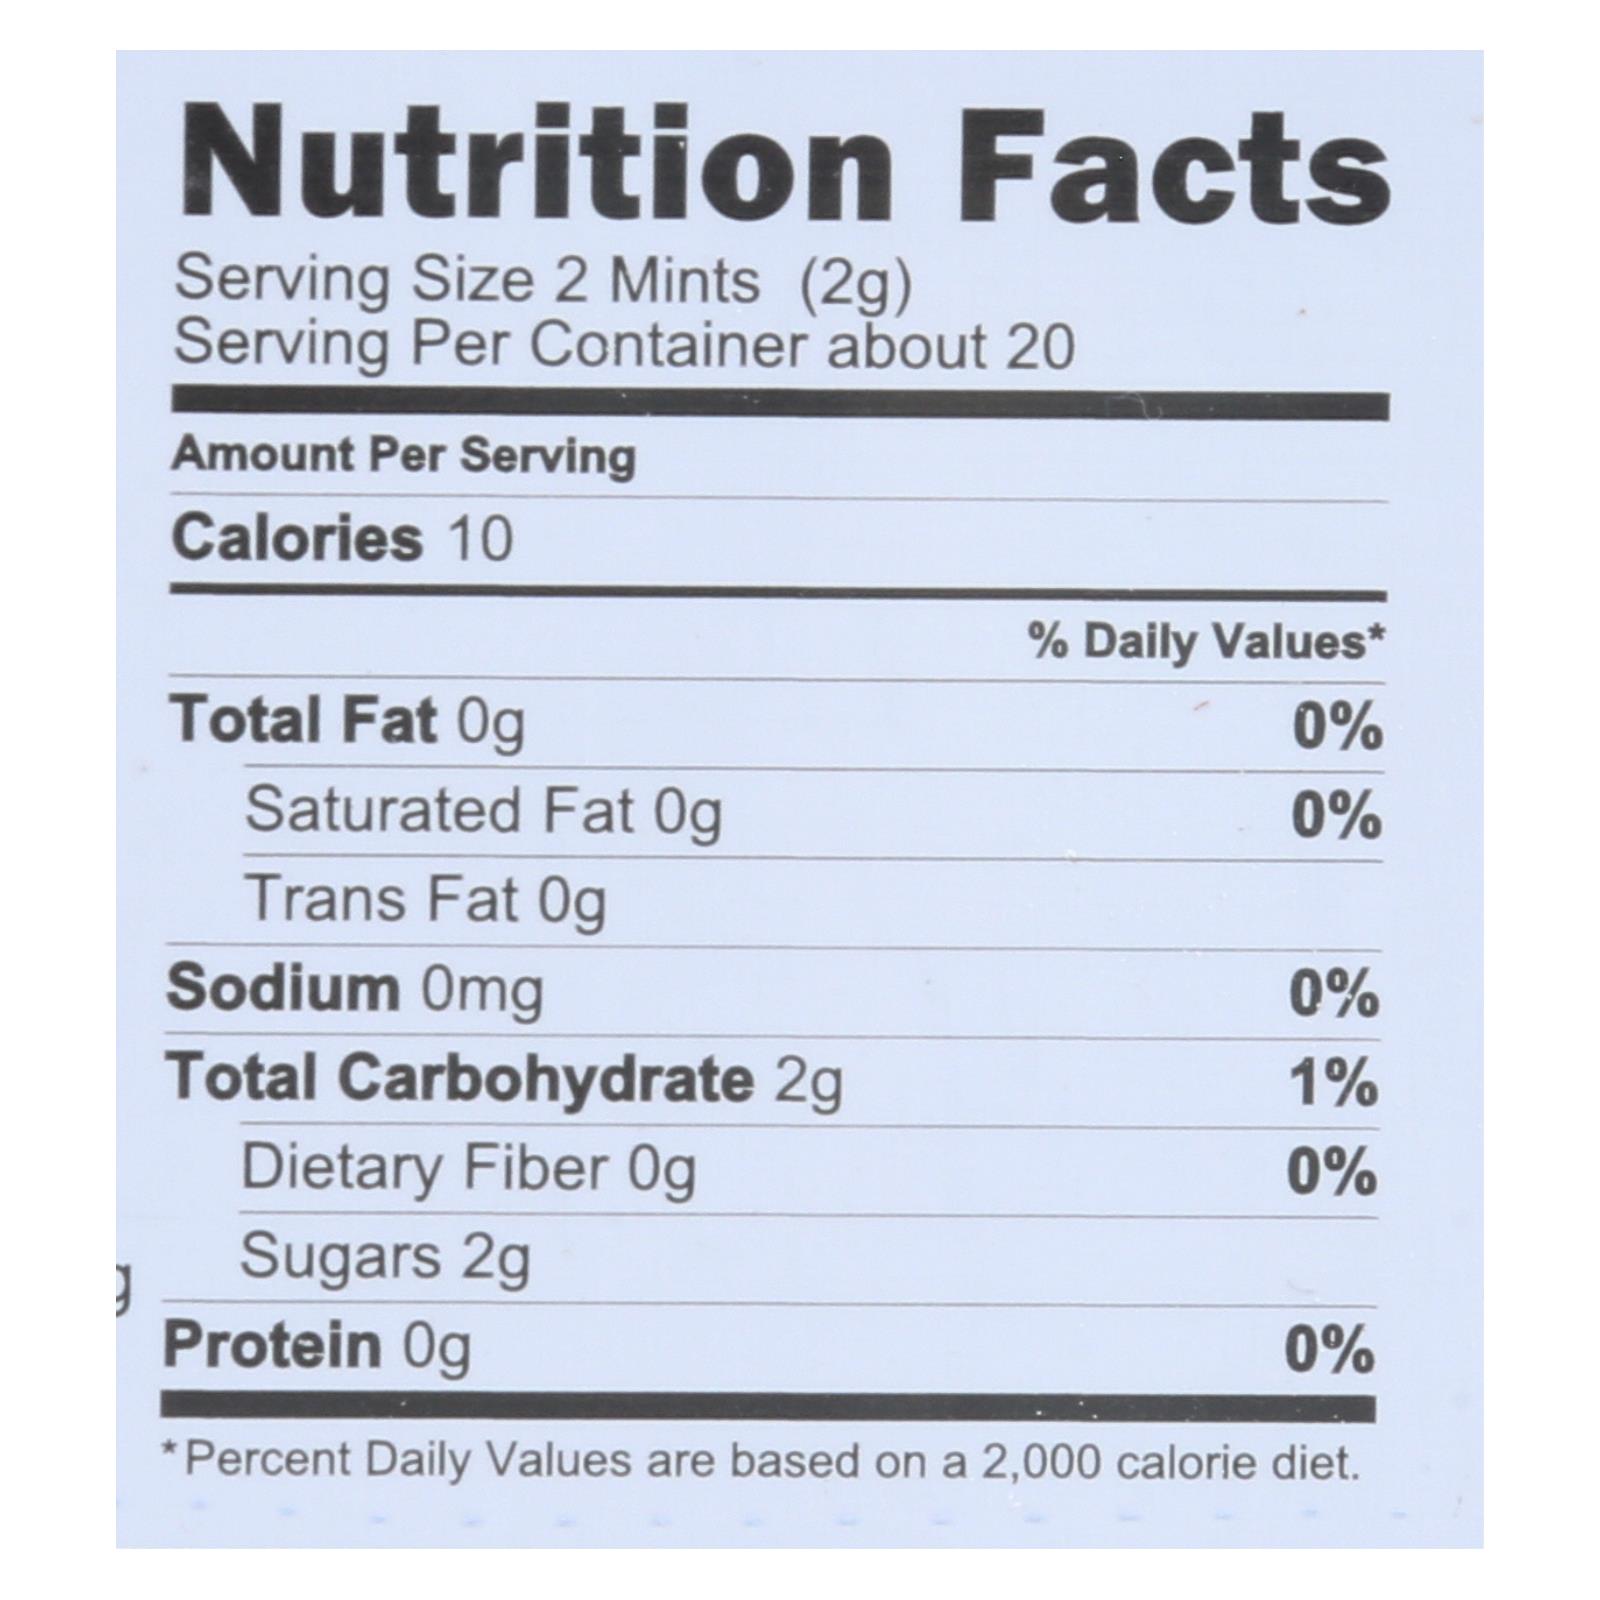 Nutrition Facts
Serving Size 2 Mints (2g)
Serving Per Container about 20
Amount Per Serving
Calories 10
% Daily Values*
Total Fat 0g 0%
Saturated Fat 0g 0%
Trans Fat 0g
Sodium 0mg 0%
Total Carbohydrate 2g 1%
Dietary Fiber 0g 0%
Sugars 2g
g
Protein 0g 0%
*Percent Daily Values are based on a 2,000 calorie diet.